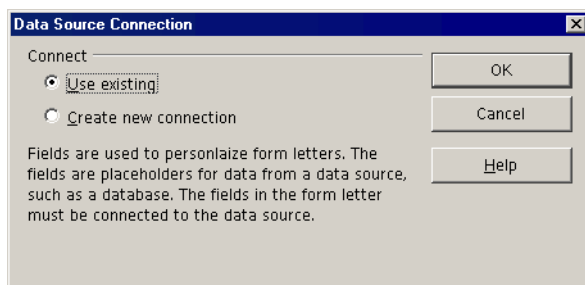 Data Source Connection
Connect
Use existing
Create new connection
Fields are used to personlaize form letters. The
fields are placeholders for data from a data source,
such as a database. The fields in the form letter
must be connected to the data source.
OK
Cancel
Help